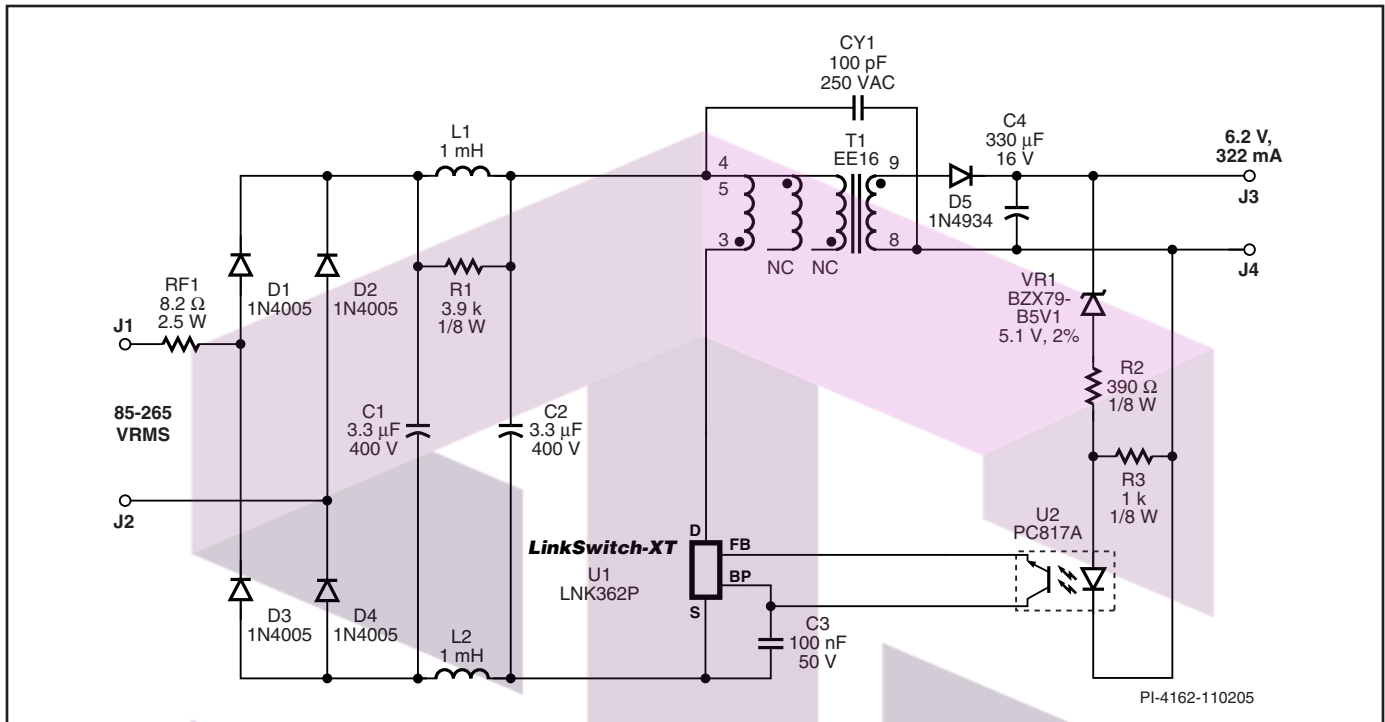 CY1
100 pF
250 VAC
L1
1 mH
T1
EE16
C4
330 μF
16 V
6.2 V,
322 mA
J3
4
5
3
9
8
NC
NC
D5
1N4934
J4
RF1
8.2 Ω
2.5 W
D1
1N4005
D2
1N4005
R1
3.9 k
1/8 W
VR1
BZX79-
B5V1
5.1 V, 2%
J1
R2
390 Ω
1/8 W
85-265
VRMS
C1
3.3 μF
400 V
C2
3.3 μF
400 V
R3
1 k
1/8 W
J2
U2
PC817A
LinkSwitch-XT
U1
LNK362P
D
FB
BP
S
D3
1N4005
D4
1N4005
L2
1 mH
C3
100 nF
50 V
PI-4162-110205